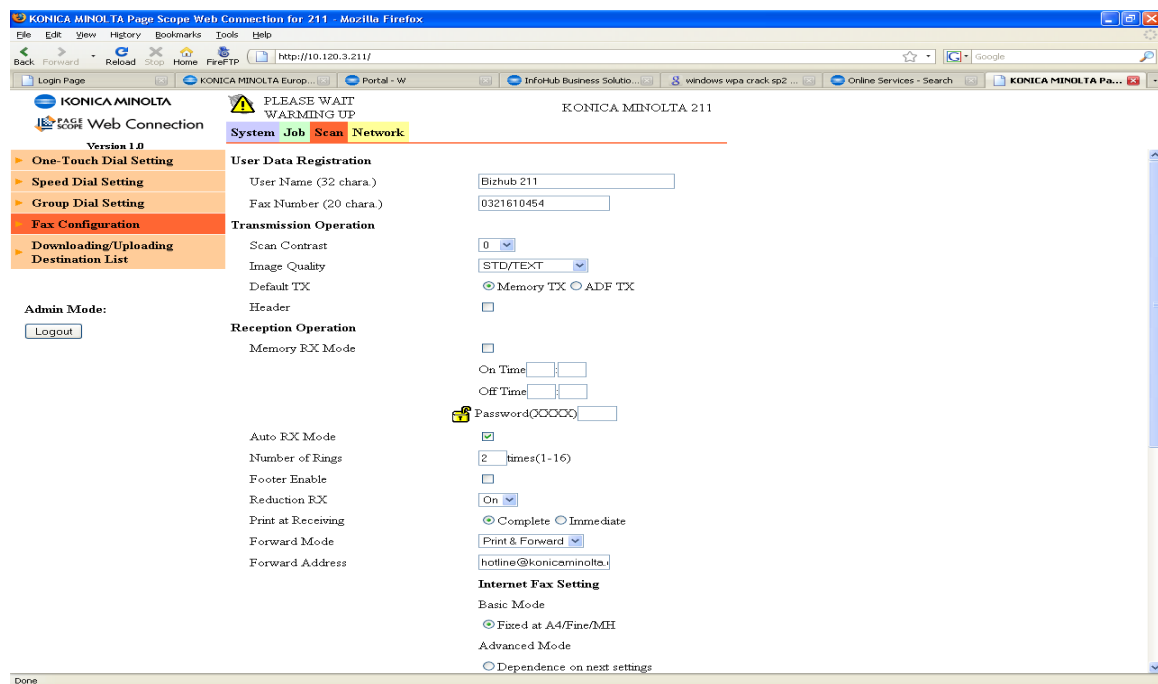 KONICA MINOLTA Page Scope Web Connection for 211 - Mozilla Firefox
File Edit View History Bookmarks Tools Help
Back Forward Reload Stop Home FireFTP http://10.120.3.211/ Google
Login Page KONICA MINOLTA Europ... Portal - W InfoHub Business Solutio... windows wpa crack sp2 ... Online Services - Search KONICA MINOLTA Pa...
KONICA MINOLTA
PAGE SCOPE Web Connection
Version 1.0
PLEASE WAIT
WARMING UP
KONICA MINOLTA 211
System Job Scan Network
One-Touch Dial Setting
Speed Dial Setting
Group Dial Setting
Fax Configuration
Downloading/Uploading
Destination List
Admin Mode:
Logout
User Data Registration
User Name (32 chara.) Bizhub 211
Fax Number (20 chara.) 0321610454
Transmission Operation
Scan Contrast 0
Image Quality STD/TEXT
Default TX Memory TX ADF TX
Header
Reception Operation
Memory RX Mode
On Time :
Off Time :
Password(XXXX)
Auto RX Mode
Number of Rings 2 times(1-16)
Footer Enable
Reduction RX On
Print at Receiving Complete Immediate
Forward Mode Print & Forward
Forward Address hotline@konicaminolta.
Internet Fax Setting
Basic Mode
Fixed at A4/Fine/MH
Advanced Mode
Dependence on next settings
Done